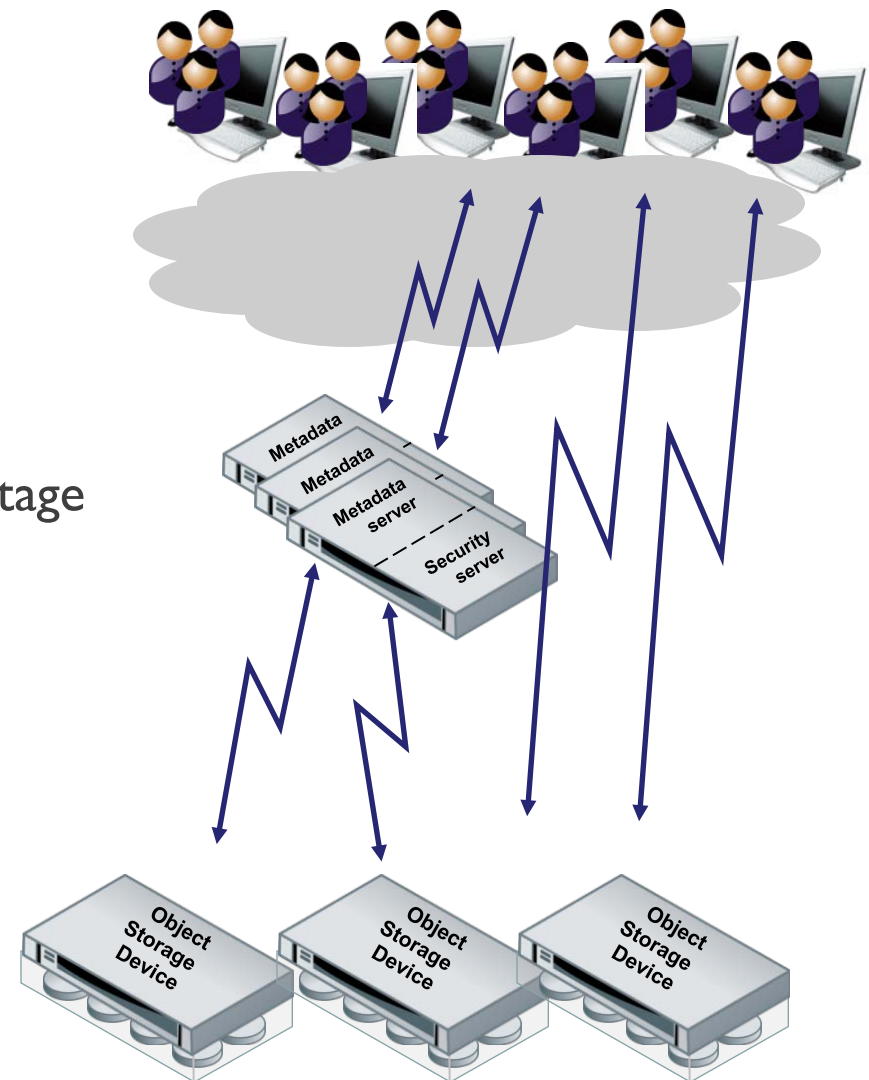 Metadata
Metadata
tage
Metadata
server
Security
server
Object
Storage
Device
Object
Storage
Device
Object
Storage
Device